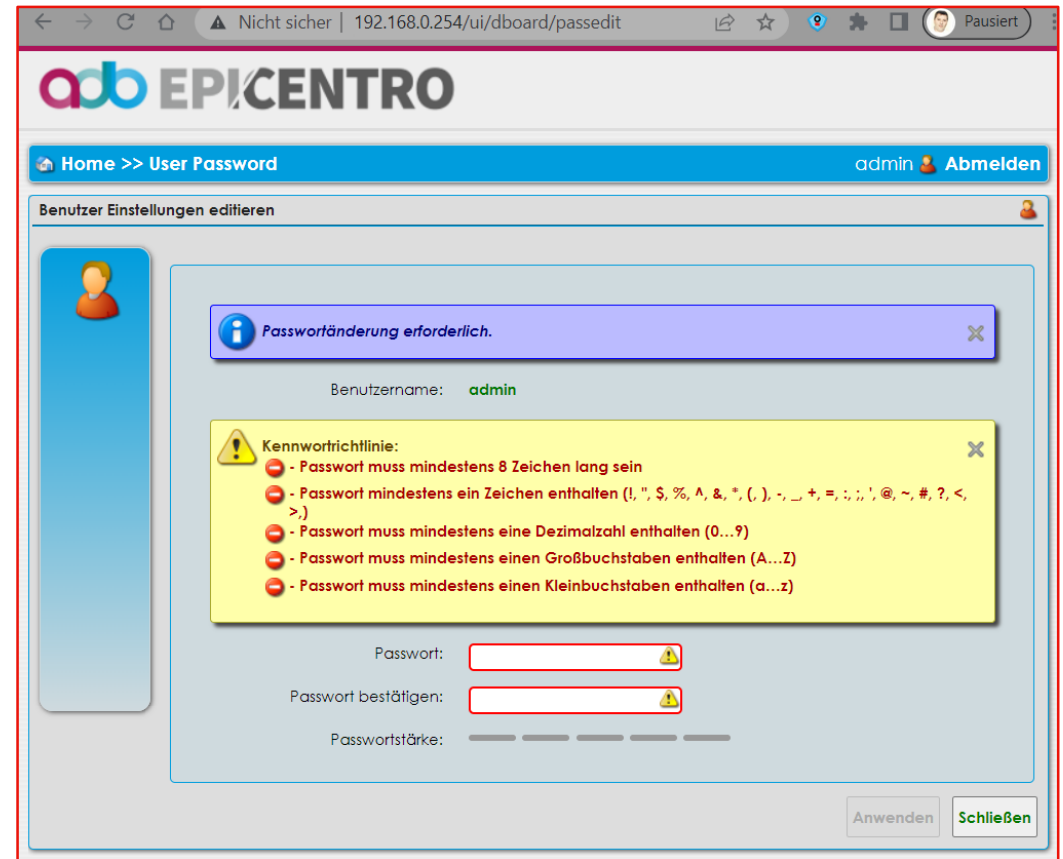 Nicht sicher | 192.168.0.254/ui/dboard/passedit Pausiert
adb EPICENTRO
Home >> User Password admin Abmelden
Benutzer Einstellungen editieren
Passwortänderung erforderlich.
Benutzername: admin
Kennwortrichtlinie:
- Passwort muss mindestens 8 Zeichen lang sein
- Passwort mindestens ein Zeichen enthalten (!, ", $, %, ^, &, *, (, ), -, _, +, =, :, ;, ', @, ~, #, ?, <,
>,)
- Passwort muss mindestens eine Dezimalzahl enthalten (0...9)
- Passwort muss mindestens einen Großbuchstaben enthalten (A...Z)
- Passwort muss mindestens einen Kleinbuchstaben enthalten (a...z)
Passwort:
Passwort bestätigen:
Passwortstärke:
Anwenden Schließen